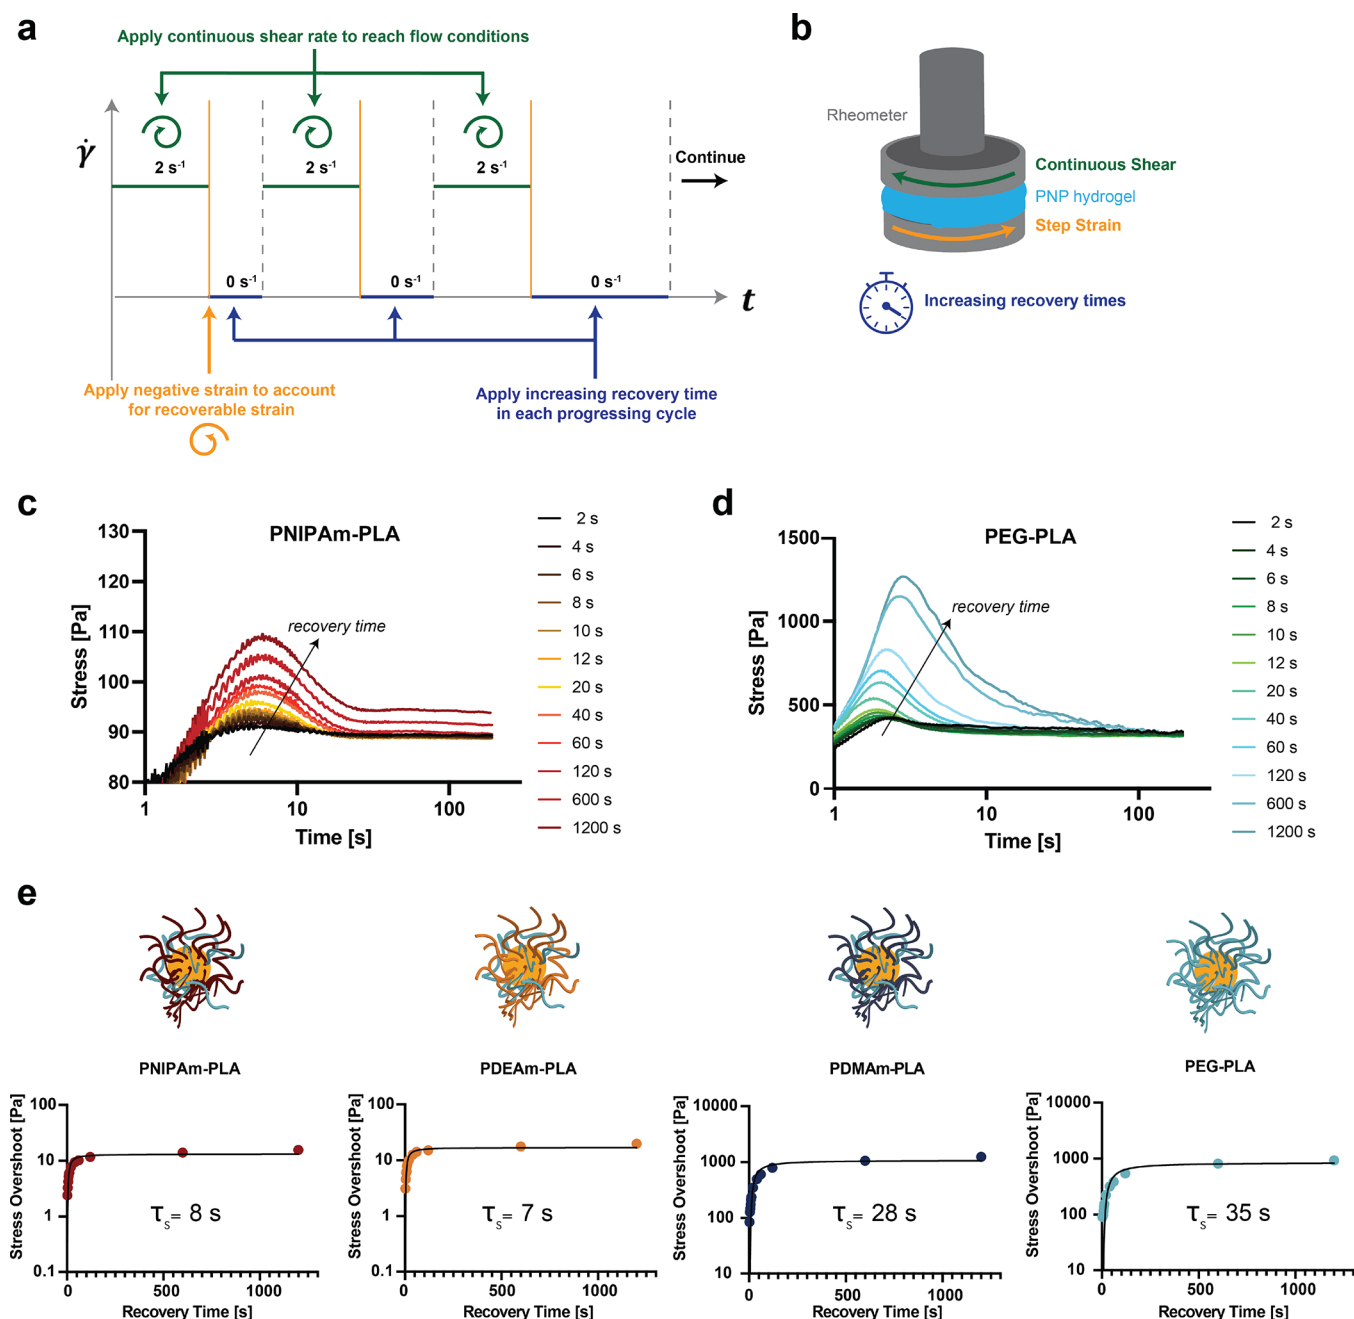 a
Apply continuous shear rate to reach flow conditions
γ̇
2 s⁻¹
2 s⁻¹
2 s⁻¹
Continue
0 s⁻¹
0 s⁻¹
0 s⁻¹
t
Apply negative strain to account
for recoverable strain
Apply increasing recovery time
in each progressing cycle
b
Rheometer
Continuous Shear
PNP hydrogel
Step Strain
Increasing recovery times
c
PNIPAm-PLA
Stress [Pa]
130
120
110
100
90
80
recovery time
1
10
100
Time [s]
2 s
4 s
6 s
8 s
10 s
12 s
20 s
40 s
60 s
120 s
600 s
1200 s
d
PEG-PLA
Stress [Pa]
1500
1000
500
0
recovery time
1
10
100
Time [s]
2 s
4 s
6 s
8 s
10 s
12 s
20 s
40 s
60 s
120 s
600 s
1200 s
e
PNIPAm-PLA
Stress Overshoot [Pa]
100
10
1
0.1
τs= 8 s
0
500
1000
Recovery Time [s]
PDEAm-PLA
Stress Overshoot [Pa]
100
10
1
0.1
τs= 7 s
0
500
1000
Recovery Time [s]
PDMAm-PLA
Stress Overshoot [Pa]
10000
1000
100
10
τs= 28 s
0
500
1000
Recovery Time [s]
PEG-PLA
Stress Overshoot [Pa]
10000
1000
100
10
τs= 35 s
0
500
1000
Recovery Time [s]